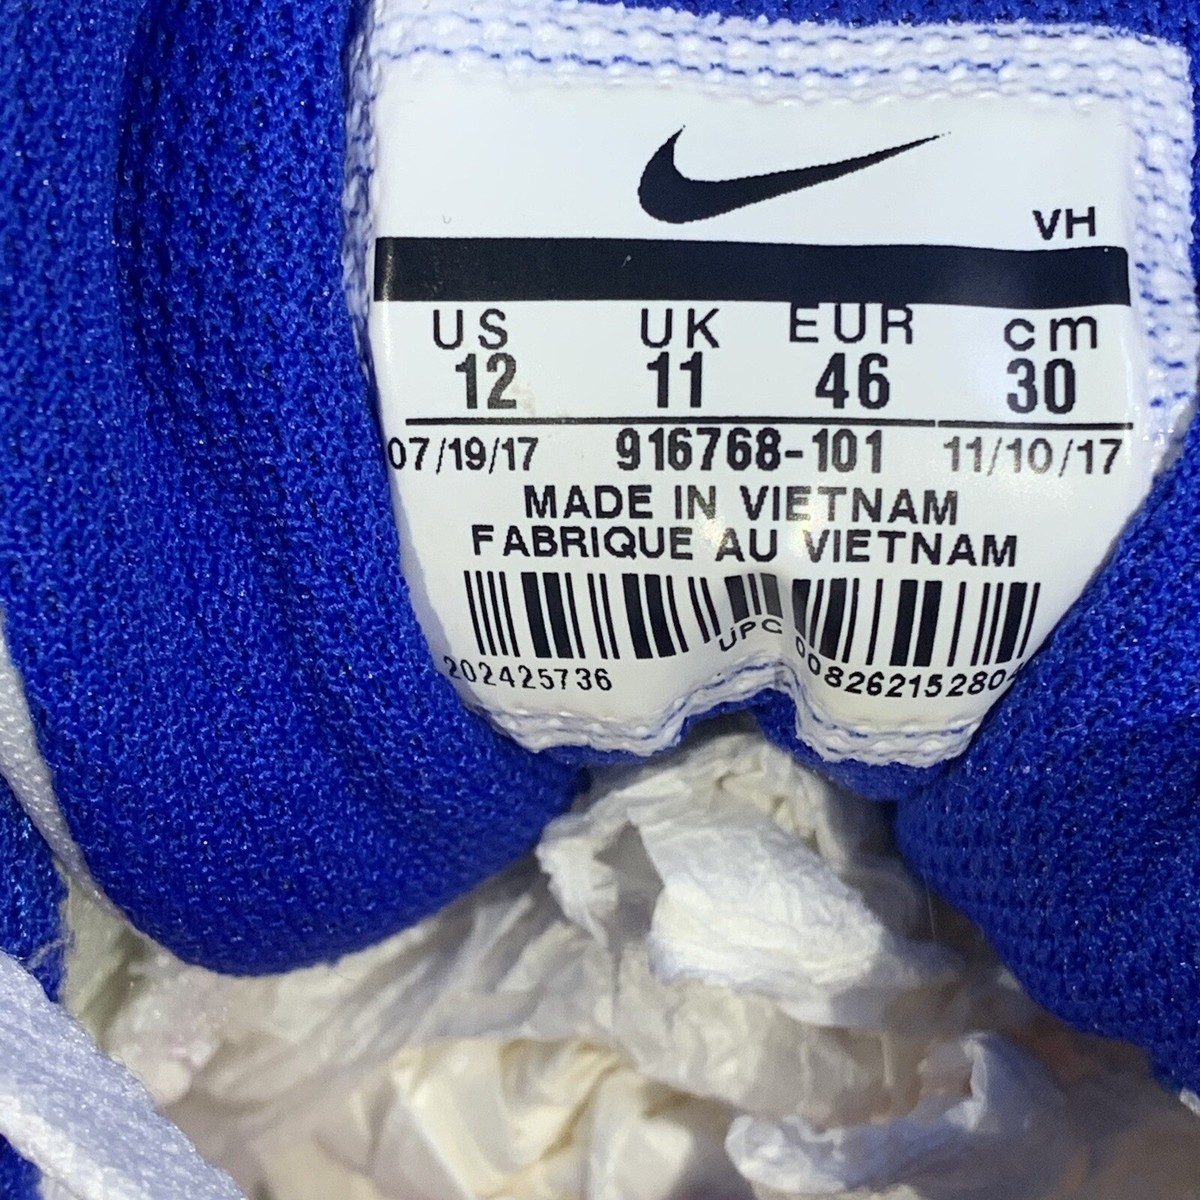 VH
US UK EUR cm
12 11 46 30
07/19/17 916768-101 11/10/17
MADE IN VIETNAM
FABRIQUE AU VIETNAM
UPC
202425736 00826215280